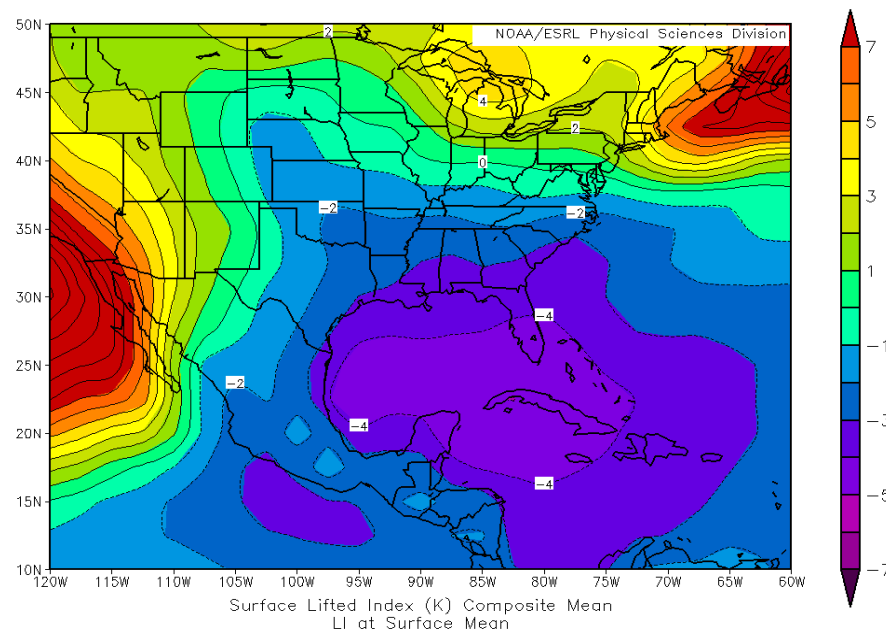 NOAA/ESRL Physical Sciences Division
50N
45N
40N
35N
30N
25N
20N
15N
10N
120W 115W 110W 105W 100W 95W 90W 85W 80W 75W 70W 65W 60W
2
4
2
0
-2
-2
-4
-2
-4
-4
7
5
3
1
-1
-3
-5
-7
Surface Lifted Index (K) Composite Mean
LI at Surface Mean